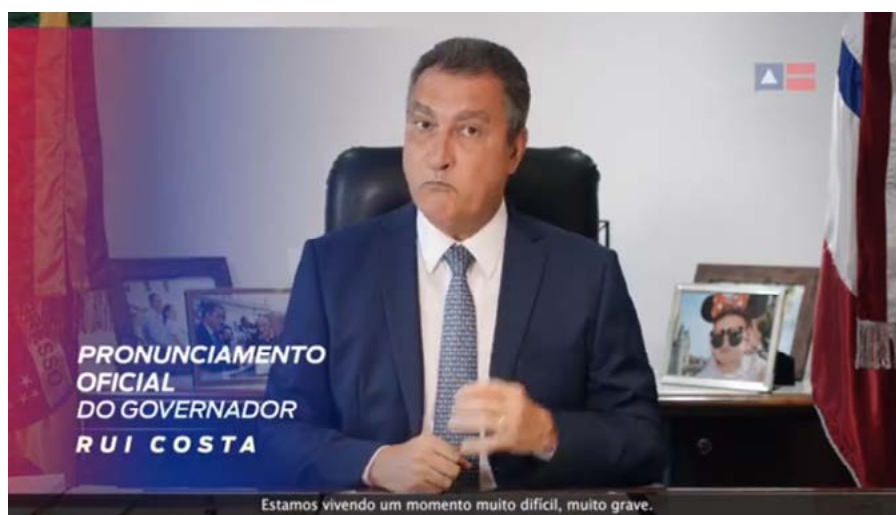 PRONUNCIAMENTO
OFICIAL
DO GOVERNADOR
RUI COSTA
Estamos vivendo um momento muito difícil, muito grave.